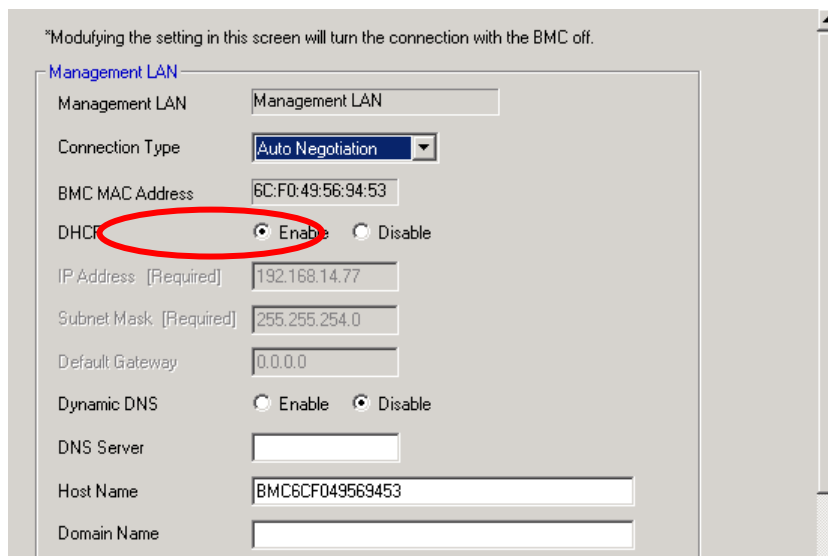 *Modufying the setting in this screen will turn the connection with the BMC off.
Management LAN
Management LAN Management LAN
Connection Type Auto Negotiation
BMC MAC Address 6C:F0:49:56:94:53
DHCP Enable Disable
IP Address [Required] 192.168.14.77
Subnet Mask [Required] 255.255.254.0
Default Gateway 0.0.0.0
Dynamic DNS Enable Disable
DNS Server
Host Name BMC6CF049569453
Domain Name